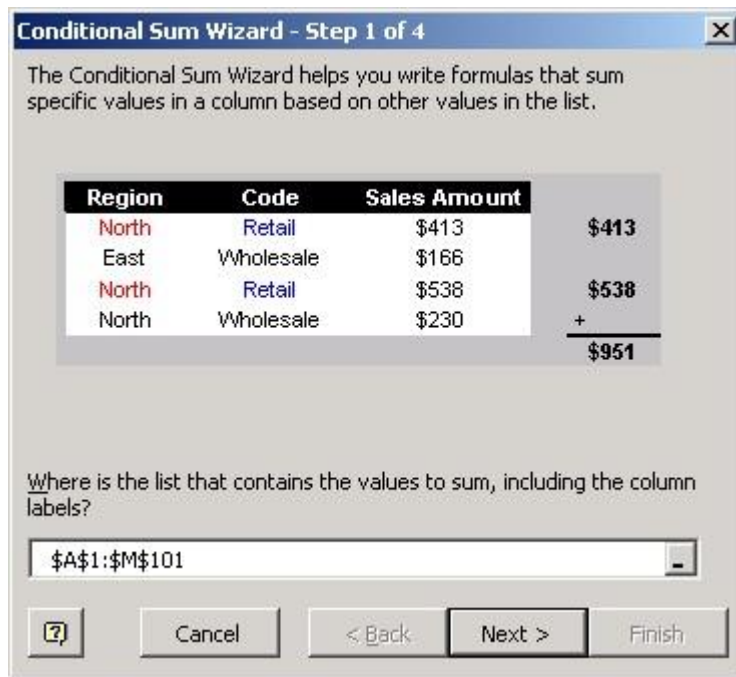 Conditional Sum Wizard - Step 1 of 4
The Conditional Sum Wizard helps you write formulas that sum
specific values in a column based on other values in the list.
Region Code Sales Amount
North Retail $413 $413
East Wholesale $166
North Retail $538 $538
North Wholesale $230 +
$951
Where is the list that contains the values to sum, including the column
labels?
$A$1:$M$101
Cancel < Back Next > Finish